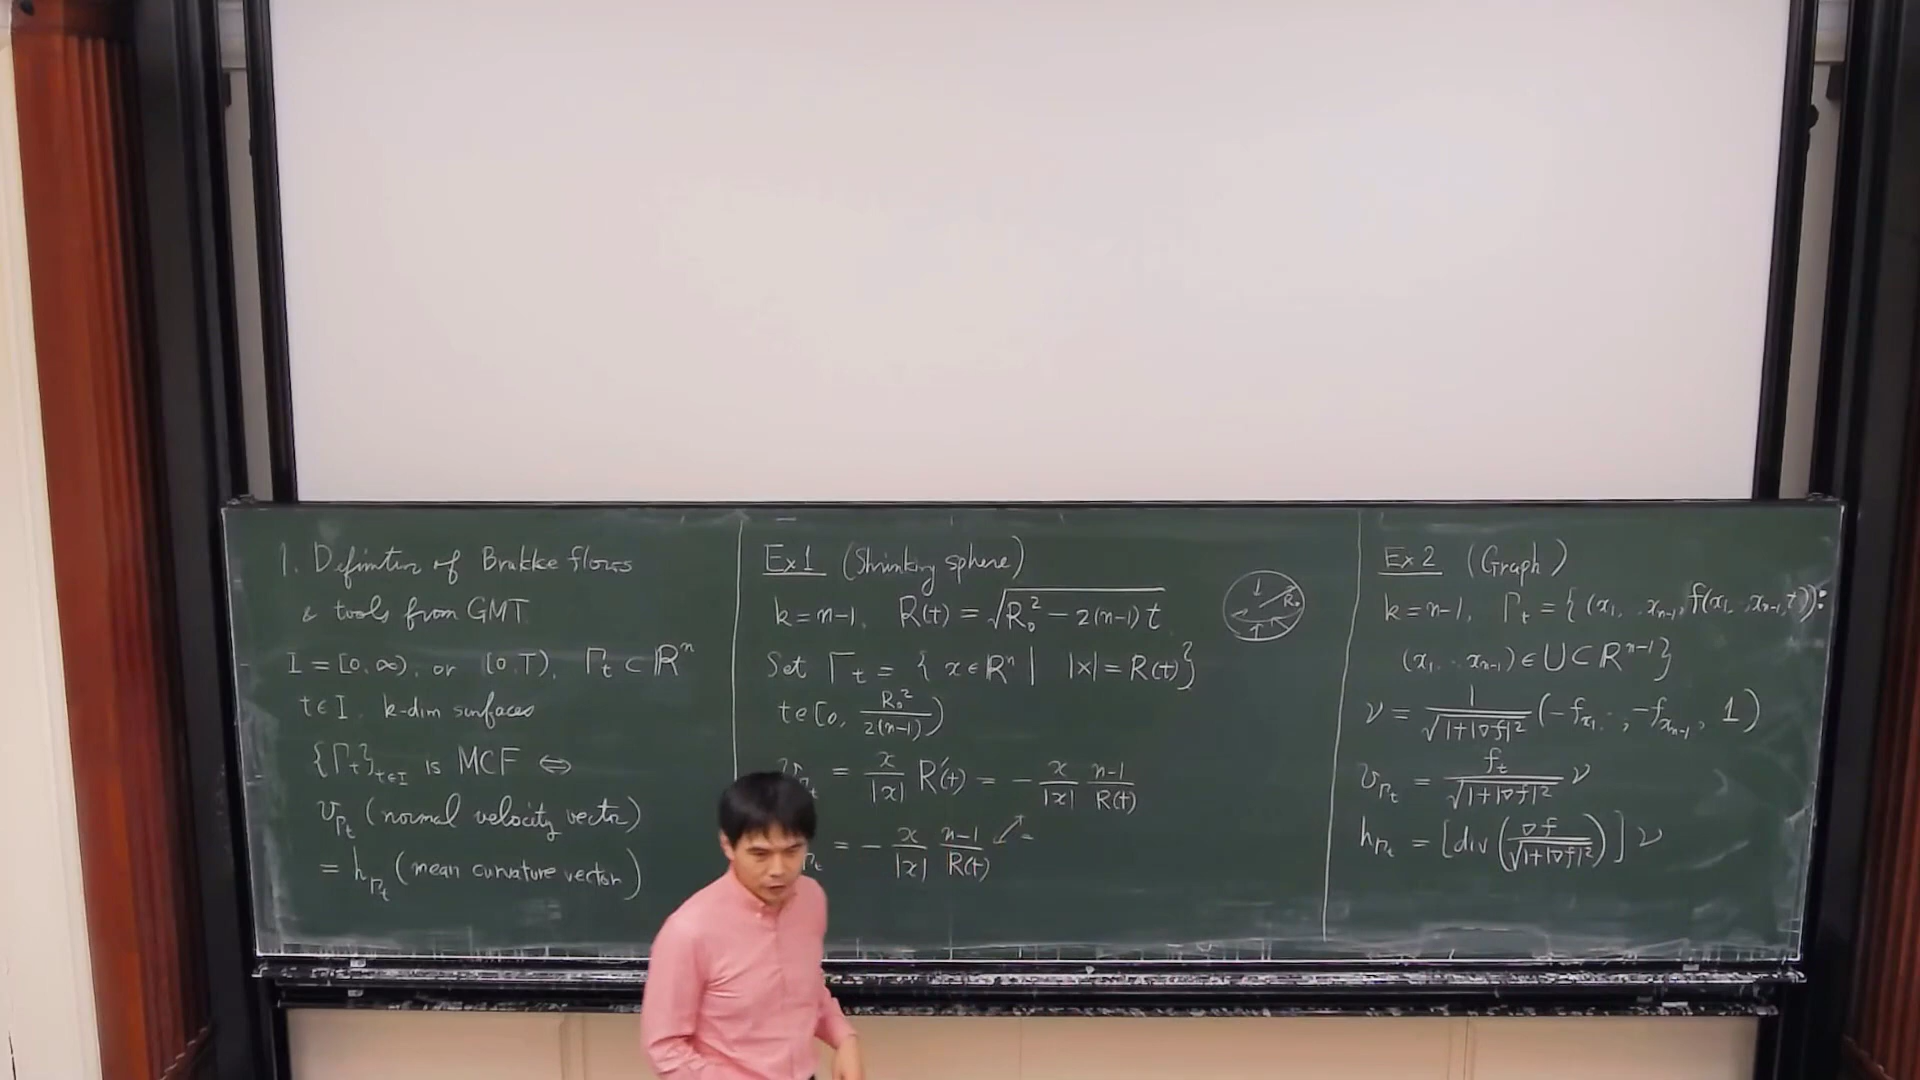 1. Definition of Brakke flows
& tools from GMT
I = [0,∞), or [0,T), Γ_t ⊂ ℝ^n
t∈I, k-dim surfaces
{Γ_t}_{t∈I} is MCF ⇔
v_{Γ_t} (normal velocity vector)
= h_{Γ_t} (mean curvature vector)
Ex 1 (Shrinking sphere)
k = n-1, R(t) = √(R_0^2 - 2(n-1)t)
R_0
Set Γ_t = { x∈ℝ^n | |x| = R(t) }
t∈[0, R_0^2/(2(n-1)))
v_{Γ_t} = x/|x| R'(t) = - x/|x| (n-1)/R(t)
= - x/|x| (n-1)/R(t) =
Ex 2 (Graph)
k = n-1, Γ_t = { (x_1, .., x_{n-1}, f(x_1, .., x_{n-1}, t)) :
(x_1, .., x_{n-1}) ∈ U ⊂ ℝ^{n-1} }
ν = 1/√(1+|∇f|^2) (-f_{x_1}, .., -f_{x_{n-1}}, 1)
v_{Γ_t} = f_t/√(1+|∇f|^2) ν
h_{Γ_t} = [div(∇f/√(1+|∇f|^2))] ν